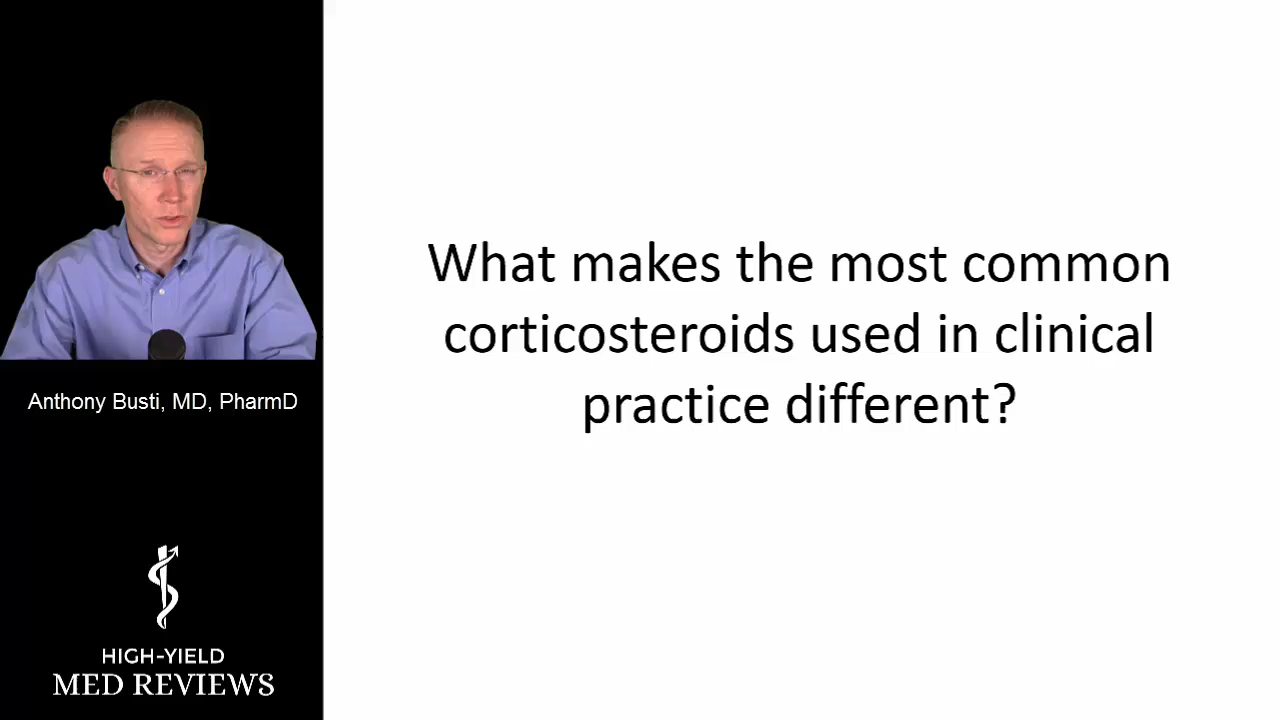 What makes the most common
corticosteroids used in clinical
practice different?
Anthony Busti, MD, PharmD
HIGH-YIELD
MED REVIEWS